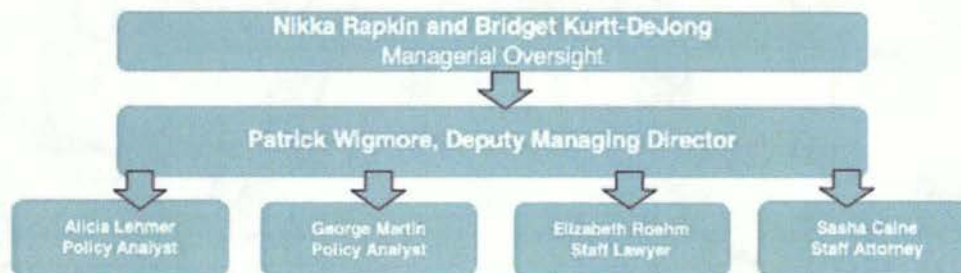 Nikka Rapkin and Bridget Kurtt-DeJong
Managerial Oversight
Patrick Wigmore, Deputy Managing Director
Alicia Lehmer
Policy Analyst
George Martin
Policy Analyst
Elizabeth Roehm
Staff Lawyer
Sasha Caine
Staff Attorney